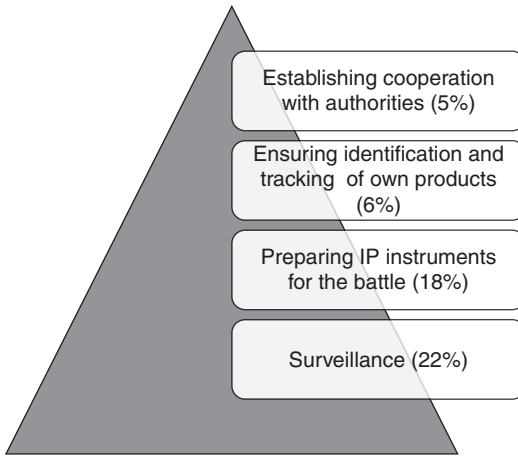 Establishing cooperation
with authorities (5%)
Ensuring identification and
tracking of own products
(6%)
Preparing IP instruments
for the battle (18%)
Surveillance (22%)